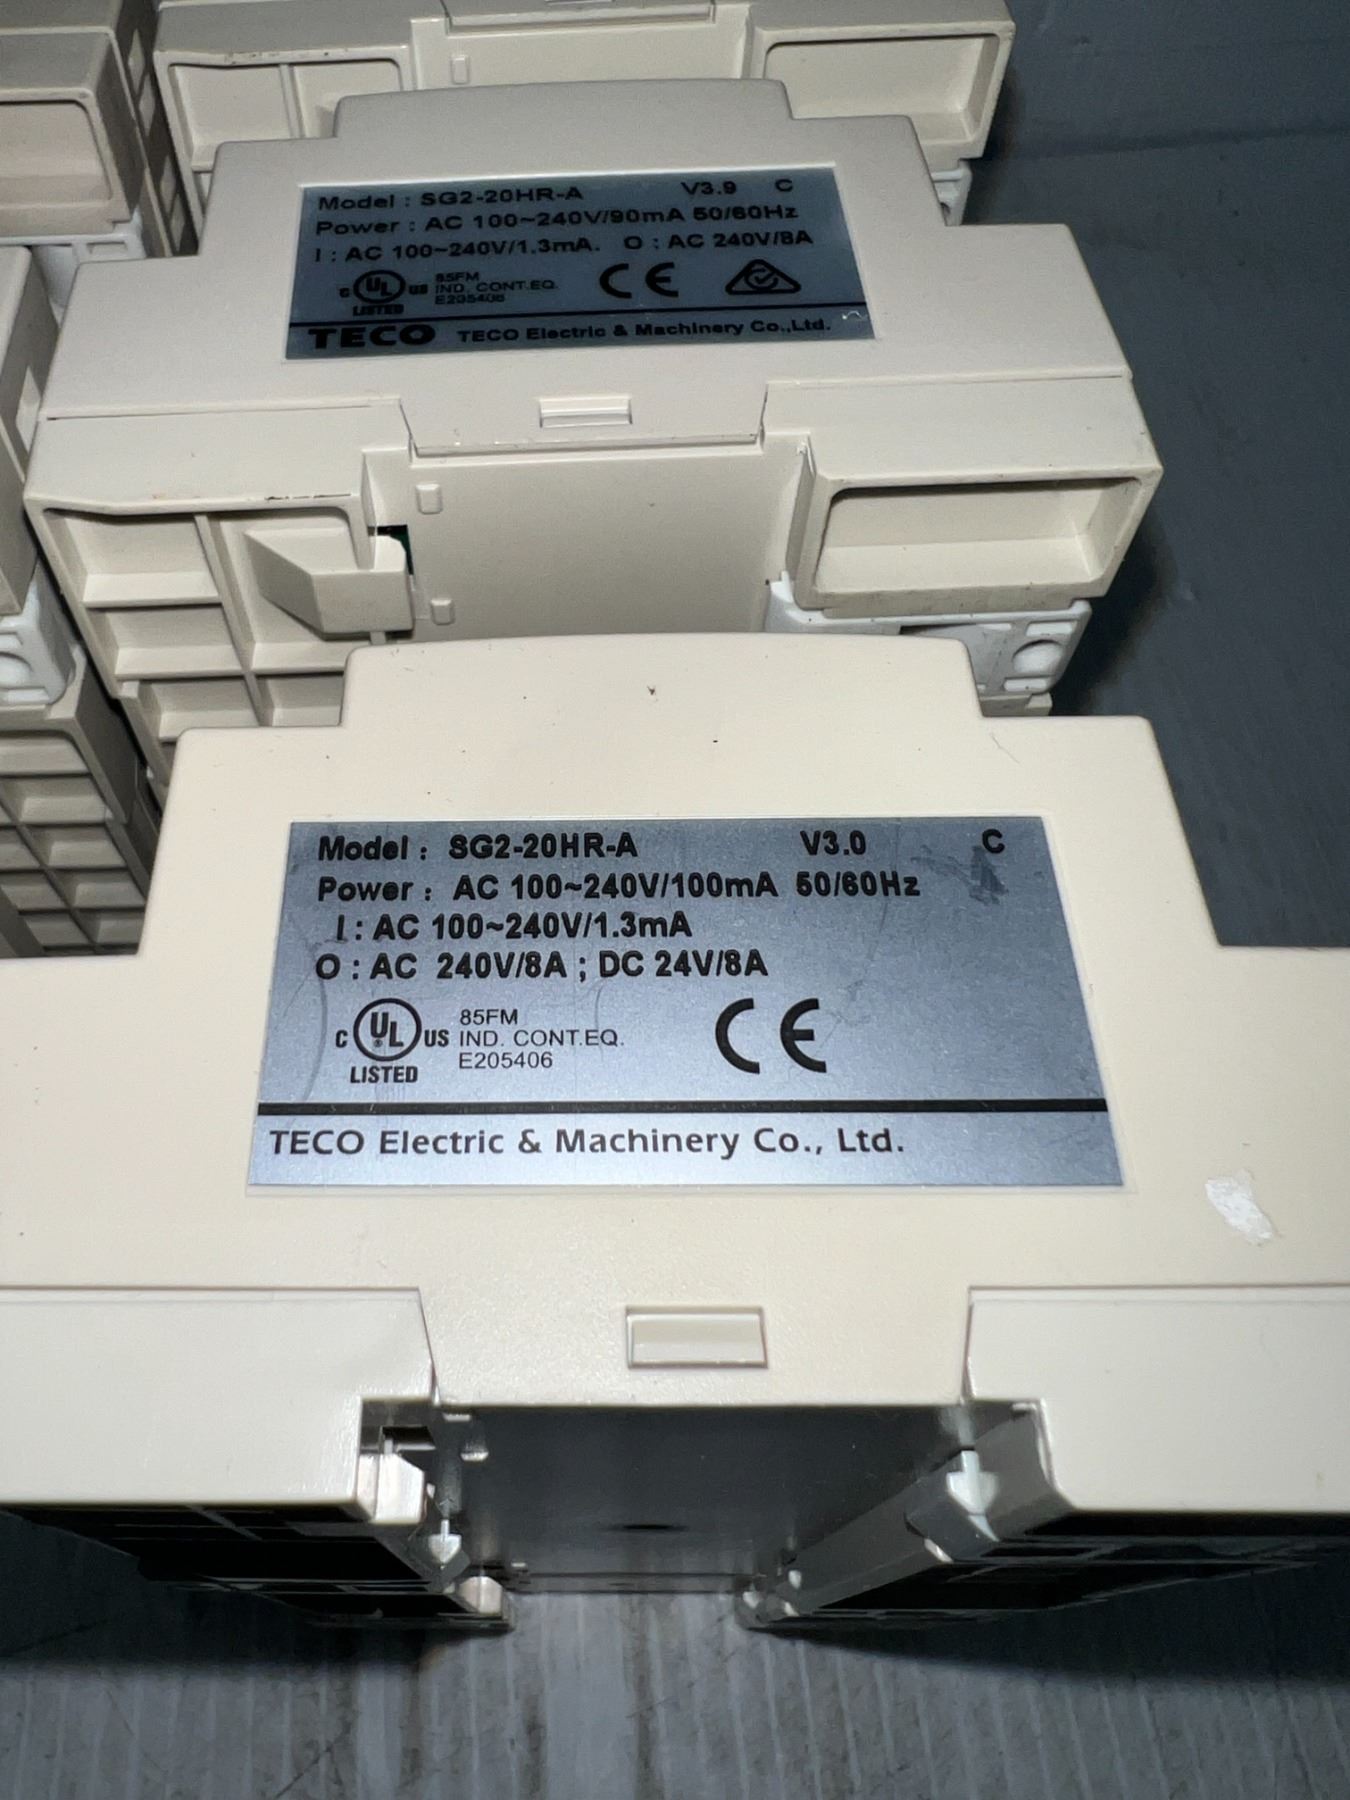 Model : SG2-20HR-A V3.9 C
Power : AC 100~240V/90mA 50/60Hz
I : AC 100~240V/1.3mA. O : AC 240V/8A
C UL US LISTED
85FM
IND. CONT.EQ.
E205406
CE
TECO TECO Electric & Machinery Co.,Ltd.
Model : SG2-20HR-A V3.0 C
Power : AC 100~240V/100mA 50/60Hz
I : AC 100~240V/1.3mA
O : AC 240V/8A ; DC 24V/8A
C UL US LISTED
85FM
IND. CONT.EQ.
E205406
CE
TECO Electric & Machinery Co., Ltd.